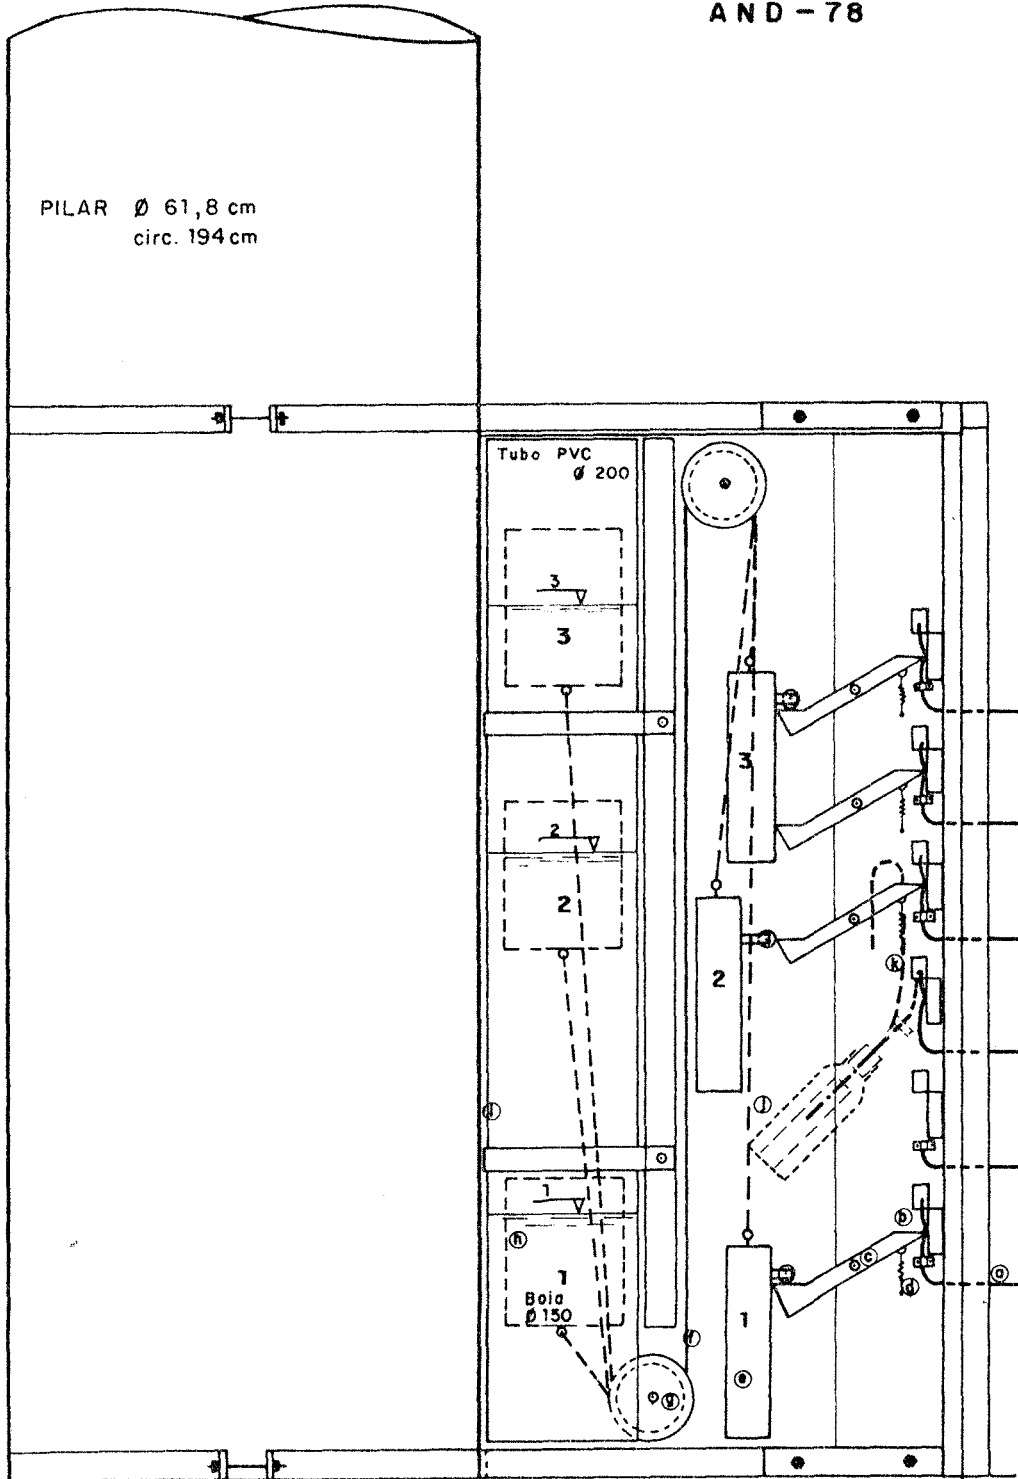 AND - 78
PILAR Ø 61,8 cm
circ. 194 cm
Tubo PVC
Ø 200
3
3
3
2
2
2
k
j
1
b
h
c
1
a
d
Boia
Ø 150
1
f
e
g